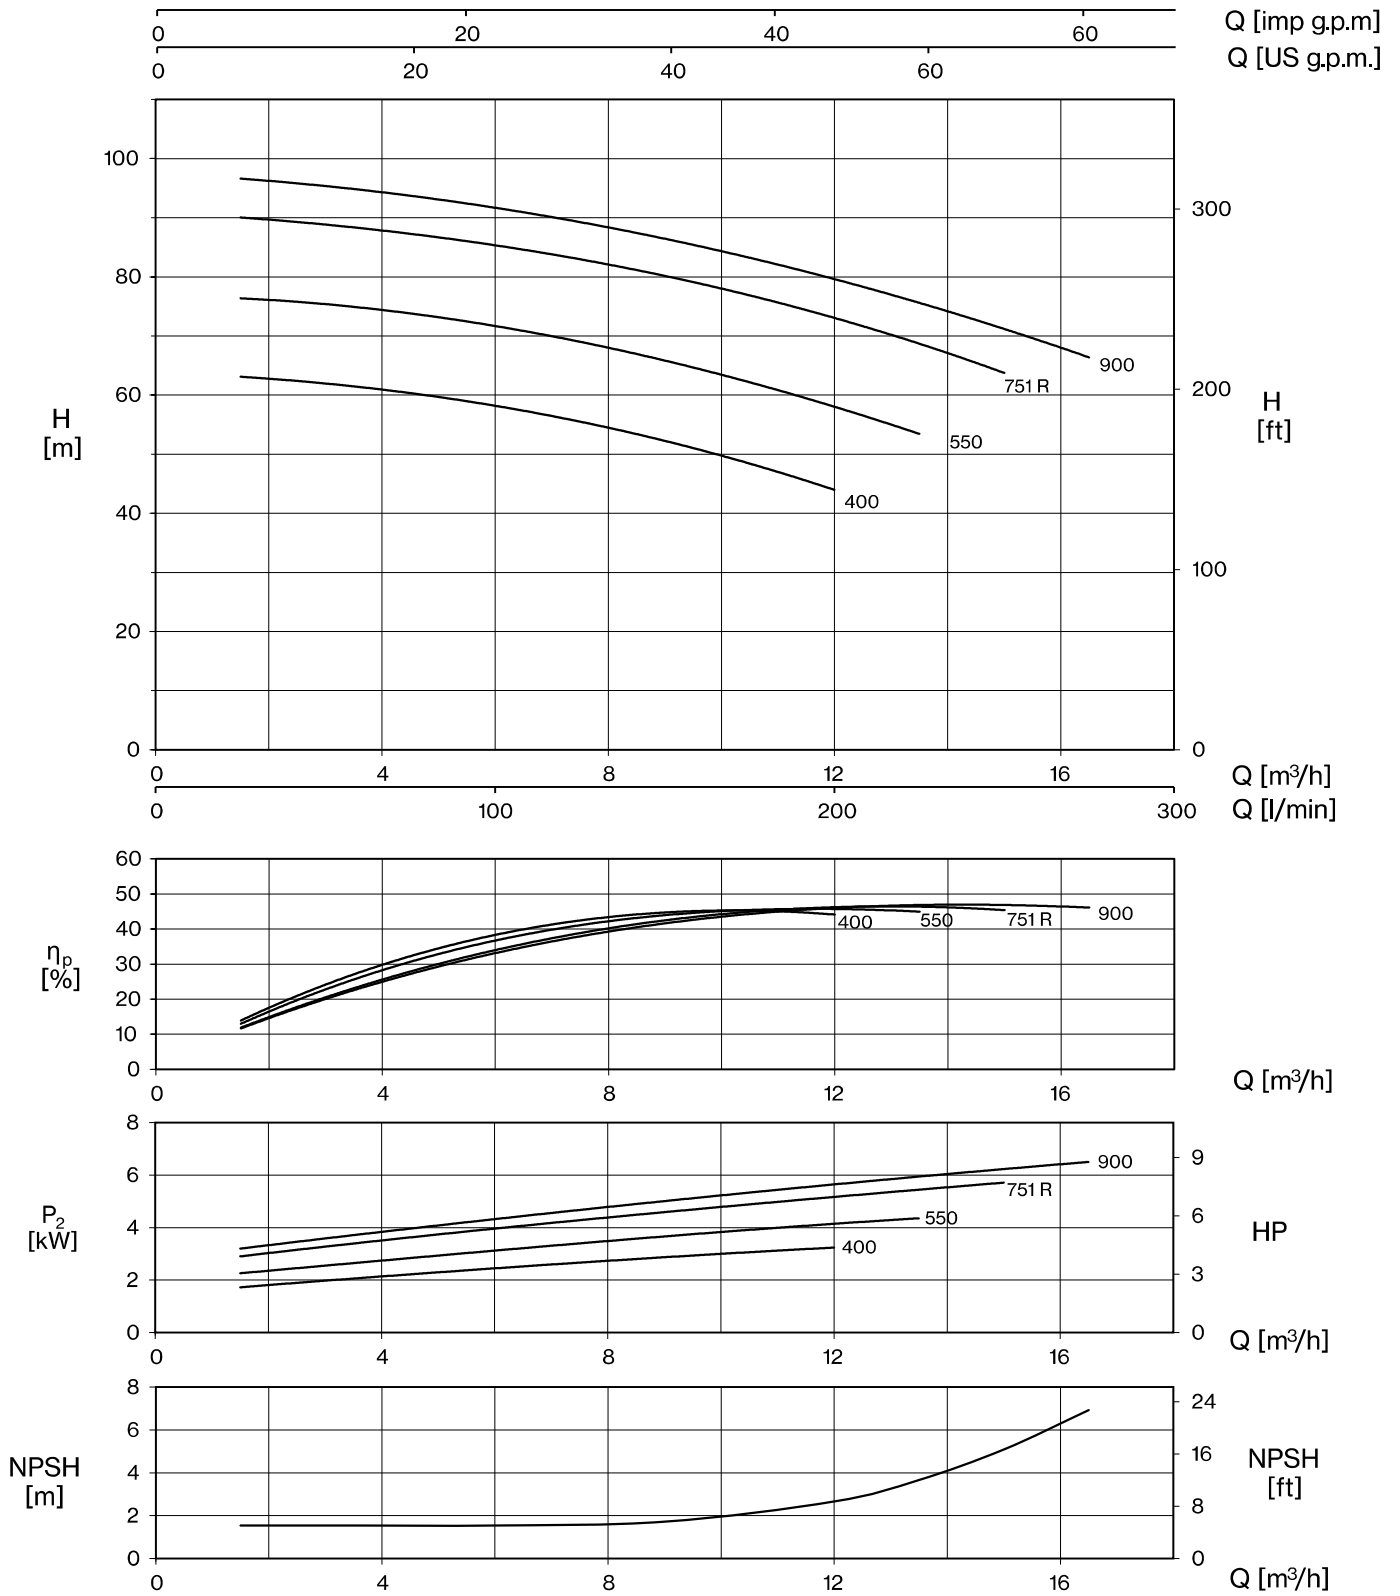 0 20 40 60 Q [imp g.p.m]
0 20 40 60 Q [US g.p.m.]
100
80
60
40
20
0
H
[m]
300
200
100
0
H
[ft]
900
751 R
550
400
0 4 8 12 16 Q [m³/h]
0 100 200 300 Q [l/min]
60
50
40
30
20
10
0
ηp
[%]
400 550 751 R 900
0 4 8 12 16 Q [m³/h]
8
6
4
2
0
P2
[kW]
900
751 R
550
400
9
6
3
0
HP
0 4 8 12 16 Q [m³/h]
8
6
4
2
0
NPSH
[m]
24
16
8
0
NPSH
[ft]
0 4 8 12 16 Q [m³/h]